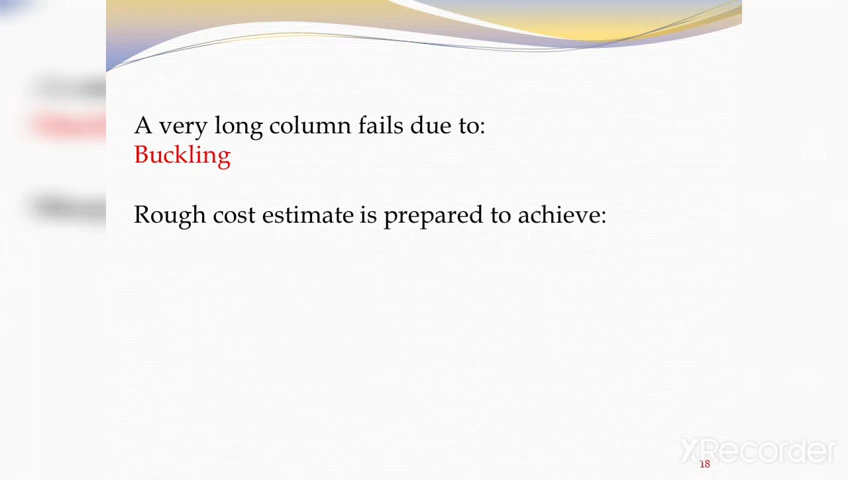 A very long column fails due to:
Buckling
Rough cost estimate is prepared to achieve:
XRecorder
18